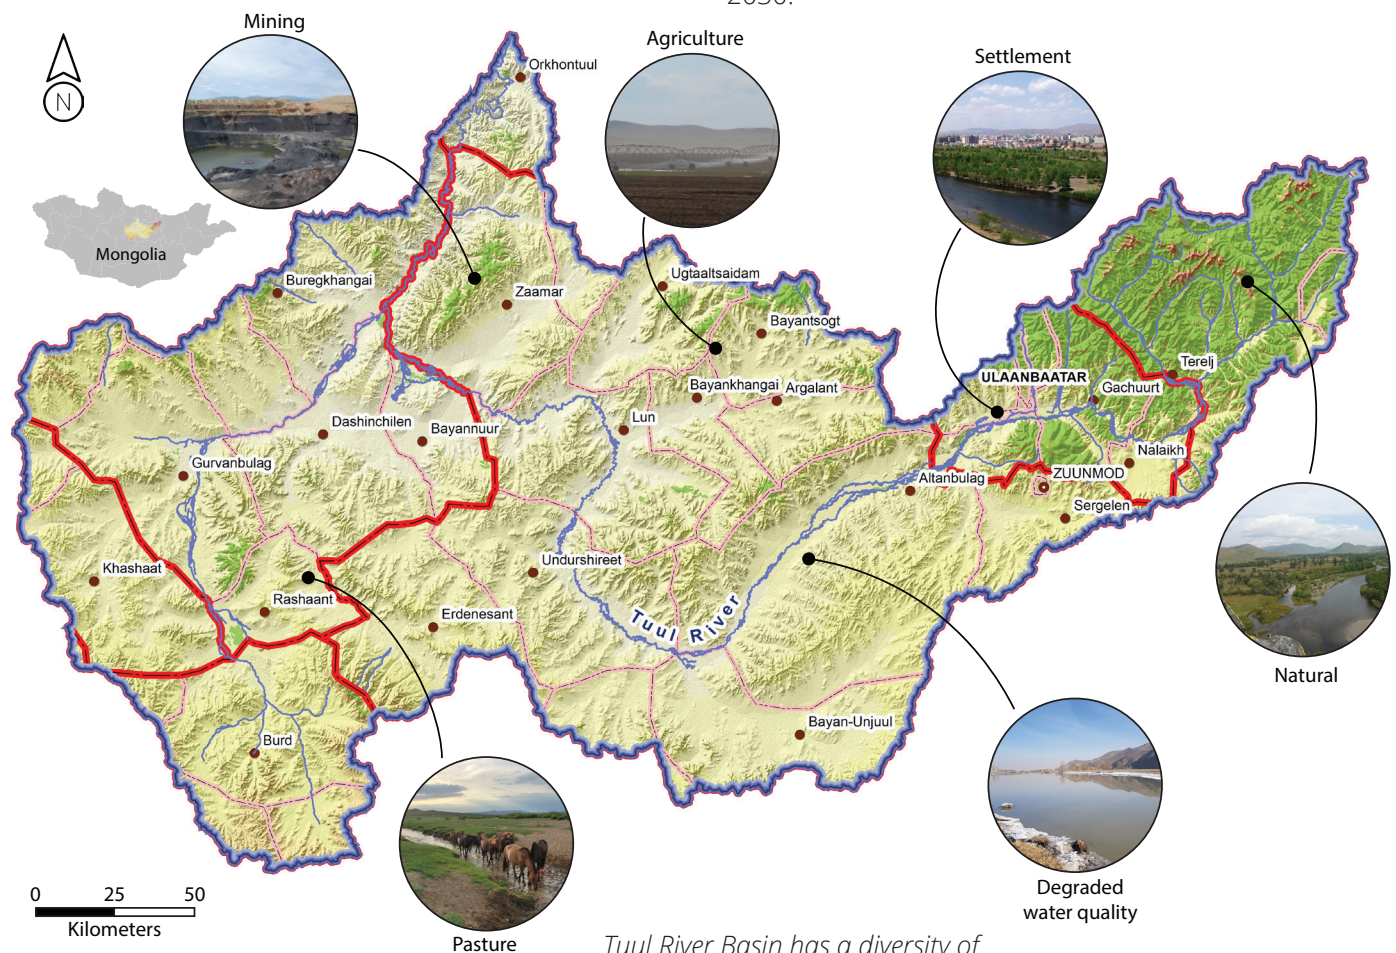 2030.
Mining
Agriculture
Settlement
N
Orkhontuul
Mongolia
Buregkhangai
Zaamar
Ugtaaltsaidam
Bayantsogt
Terelj
ULAANBAATAR
Gachuurt
Bayankhangai
Argalant
Dashinchilen
Bayannuur
Lun
Gurvanbulag
Nalaikh
ZUUNMOD
Altanbulag
Sergelen
Khashaat
Undurshireet
Rashaant
Erdenesant
Tuul River
Natural
Bayan-Unjuul
Burd
Degraded
water quality
0 25 50
Kilometers
Pasture
Tuul River Basin has a diversity of